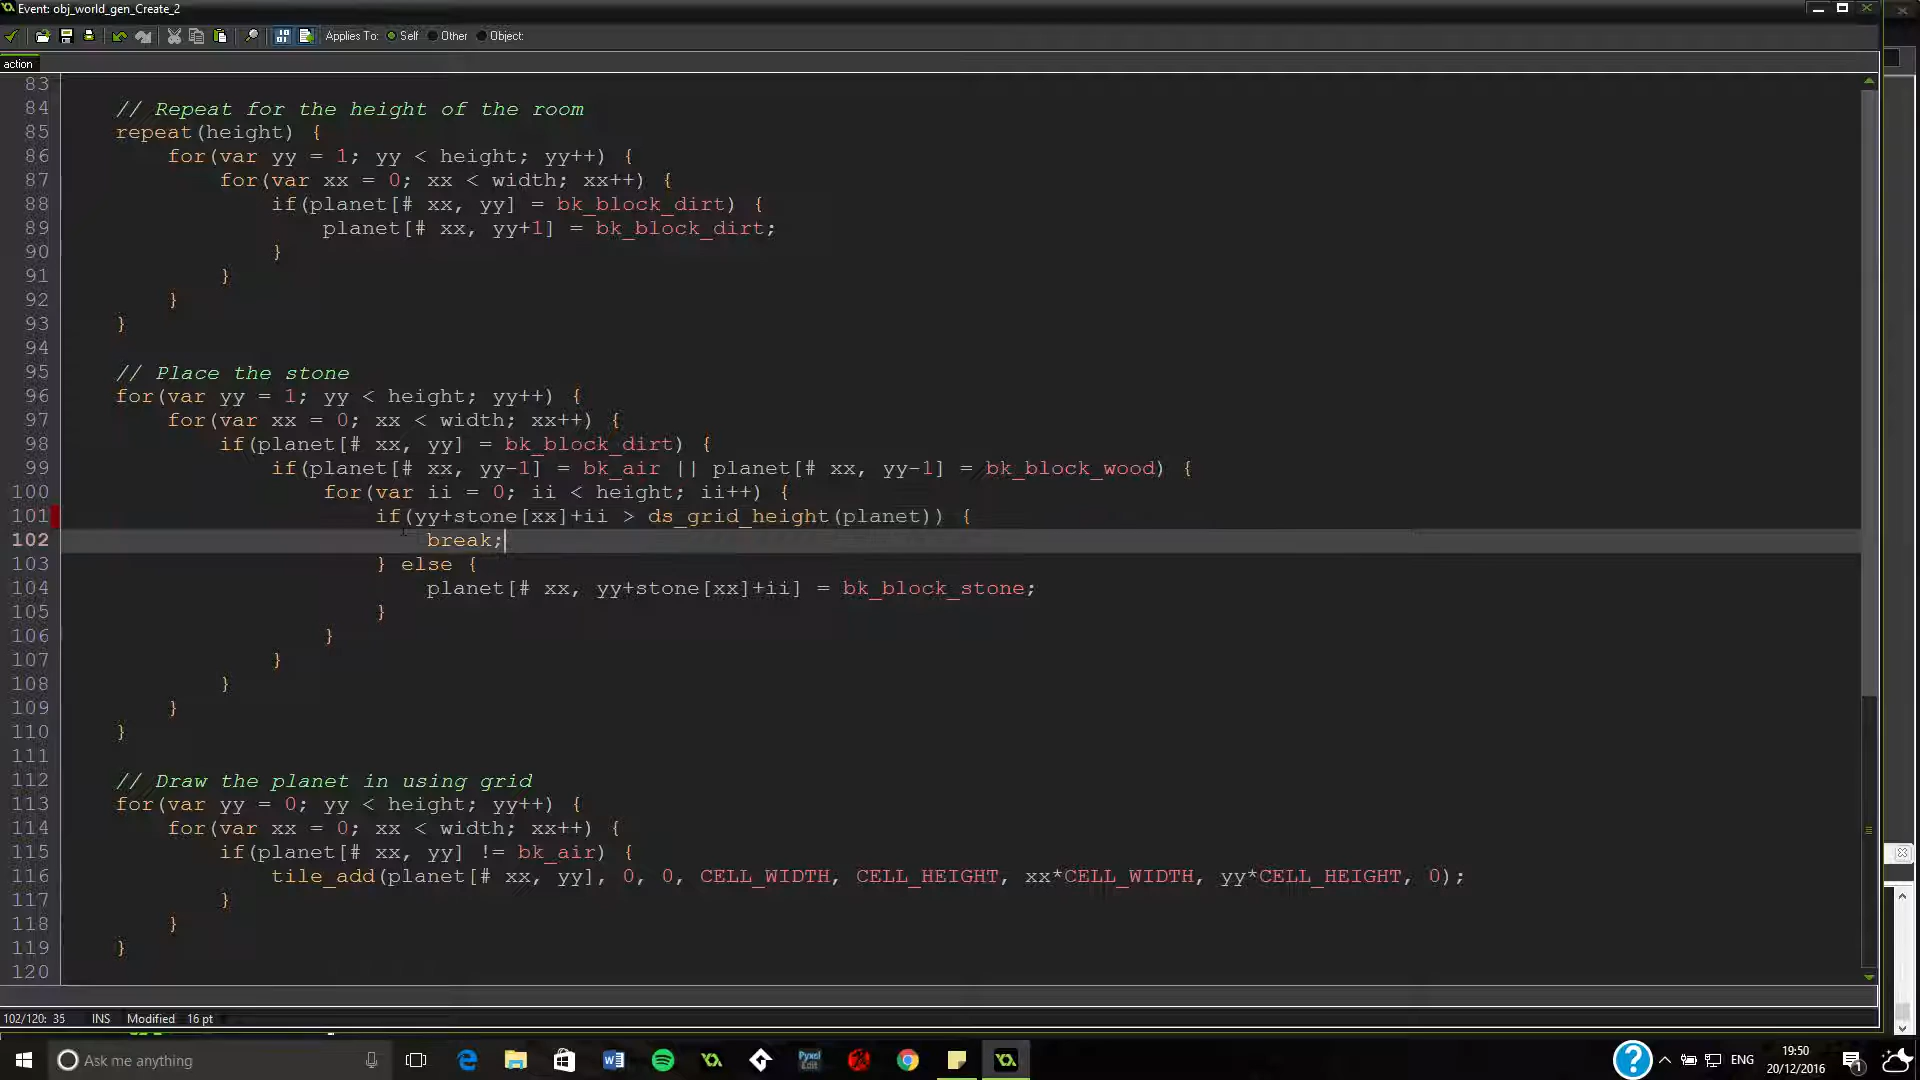 Event: obj_world_gen_Create_2
Applies To: Self Other Object:
action
83
84 // Repeat for the height of the room
85 repeat(height) {
86 for(var yy = 1; yy < height; yy++) {
87 for(var xx = 0; xx < width; xx++) {
88 if(planet[# xx, yy] = bk_block_dirt) {
89 planet[# xx, yy+1] = bk_block_dirt;
90 }
91 }
92 }
93 }
94
95 // Place the stone
96 for(var yy = 1; yy < height; yy++) {
97 for(var xx = 0; xx < width; xx++) {
98 if(planet[# xx, yy] = bk_block_dirt) {
99 if(planet[# xx, yy-1] = bk_air || planet[# xx, yy-1] = bk_block_wood) {
100 for(var ii = 0; ii < height; ii++) {
101 if(yy+stone[xx]+ii > ds_grid_height(planet)) {
102 break;
103 } else {
104 planet[# xx, yy+stone[xx]+ii] = bk_block_stone;
105 }
106 }
107 }
108 }
109 }
110 }
111
112 // Draw the planet in using grid
113 for(var yy = 0; yy < height; yy++) {
114 for(var xx = 0; xx < width; xx++) {
115 if(planet[# xx, yy] != bk_air) {
116 tile_add(planet[# xx, yy], 0, 0, CELL_WIDTH, CELL_HEIGHT, xx*CELL_WIDTH, yy*CELL_HEIGHT, 0);
117 }
118 }
119 }
120
102/120: 35 INS Modified 16 pt
Ask me anything
Pyxel Edit
ENG
19:50
20/12/2016